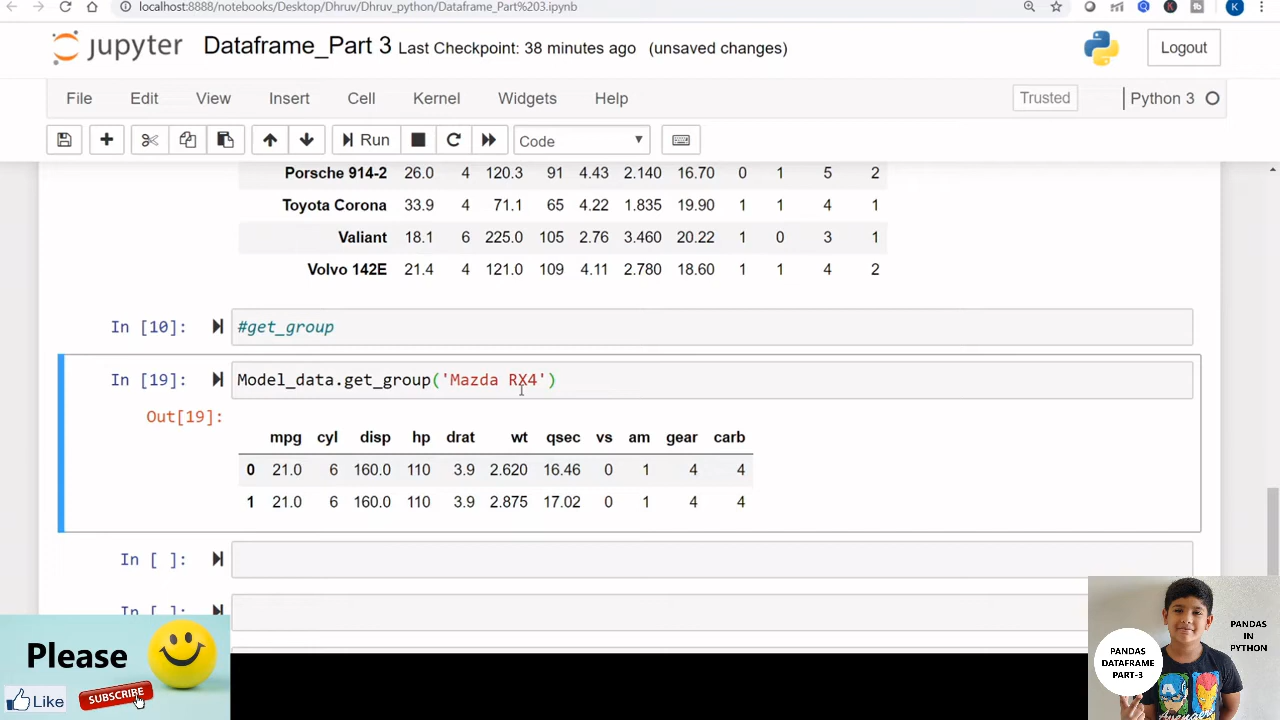 localhost:8888/notebooks/Desktop/Dhruv/Dhruv_python/Dataframe_Part%203.ipynb
K
K
jupyter Dataframe_Part 3 Last Checkpoint: 38 minutes ago (unsaved changes) Logout
File Edit View Insert Cell Kernel Widgets Help Trusted Python 3
Run Code
Porsche 914-2 26.0 4 120.3 91 4.43 2.140 16.70 0 1 5 2
Toyota Corona 33.9 4 71.1 65 4.22 1.835 19.90 1 1 4 1
Valiant 18.1 6 225.0 105 2.76 3.460 20.22 1 0 3 1
Volvo 142E 21.4 4 121.0 109 4.11 2.780 18.60 1 1 4 2
In [10]: #get_group
In [19]: Model_data.get_group('Mazda RX4')
Out[19]:
mpg cyl disp hp drat wt qsec vs am gear carb
0 21.0 6 160.0 110 3.9 2.620 16.46 0 1 4 4
1 21.0 6 160.0 110 3.9 2.875 17.02 0 1 4 4
In [ ]:
In [ ]:
Please
Like
SUBSCRIBE
PANDAS
DATAFRAME
PART-3
PANDAS
IN
PYTHON